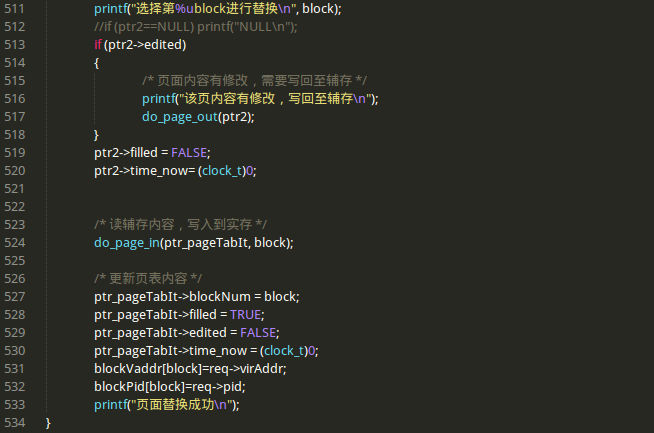 511 printf("选择第%ublock进行替换\n", block);
512 //if (ptr2==NULL) printf("NULL\n");
513 if (ptr2->edited)
514 {
515 /* 页面内容有修改，需要写回至辅存 */
516 printf("该页内容有修改，写回至辅存\n");
517 do_page_out(ptr2);
518 }
519 ptr2->filled = FALSE;
520 ptr2->time_now= (clock_t)0;
521
522
523 /* 读辅存内容，写入到实存 */
524 do_page_in(ptr_pageTabIt, block);
525
526 /* 更新页表内容 */
527 ptr_pageTabIt->blockNum = block;
528 ptr_pageTabIt->filled = TRUE;
529 ptr_pageTabIt->edited = FALSE;
530 ptr_pageTabIt->time_now = (clock_t)0;
531 blockVaddr[block]=req->virAddr;
532 blockPid[block]=req->pid;
533 printf("页面替换成功\n");
534 }